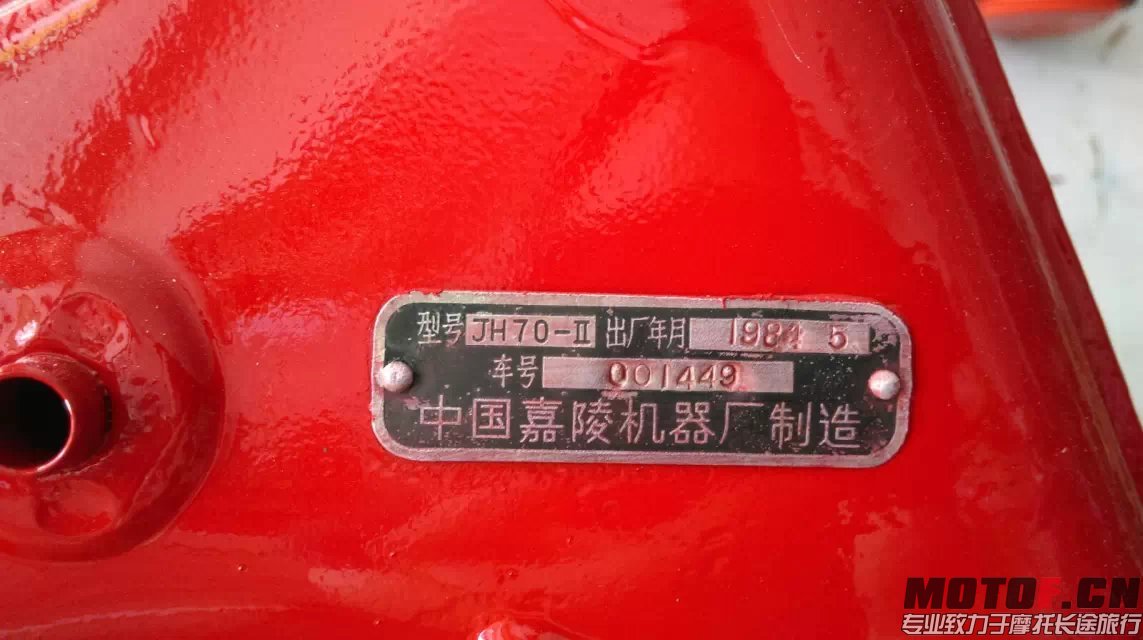 型号 JH70-II 出厂年月 1984 5
车号 001449
中国嘉陵机器厂制造
MOTOF.CN
专业致力于摩托长途旅行